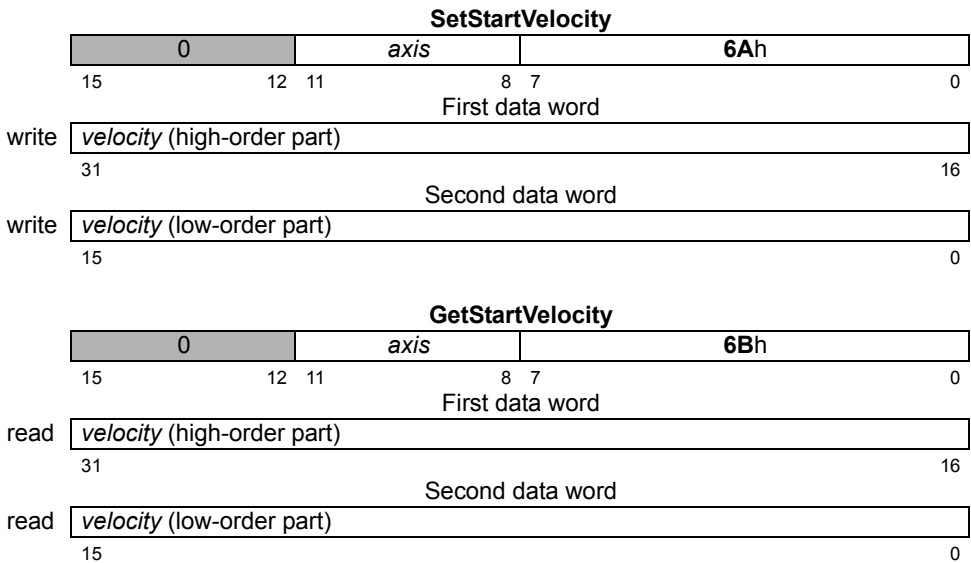 SetStartVelocity
0 axis 6Ah
15 12 11 8 7 0
First data word
write velocity (high-order part)
31 16
Second data word
write velocity (low-order part)
15 0
GetStartVelocity
0 axis 6Bh
15 12 11 8 7 0
First data word
read velocity (high-order part)
31 16
Second data word
read velocity (low-order part)
15 0